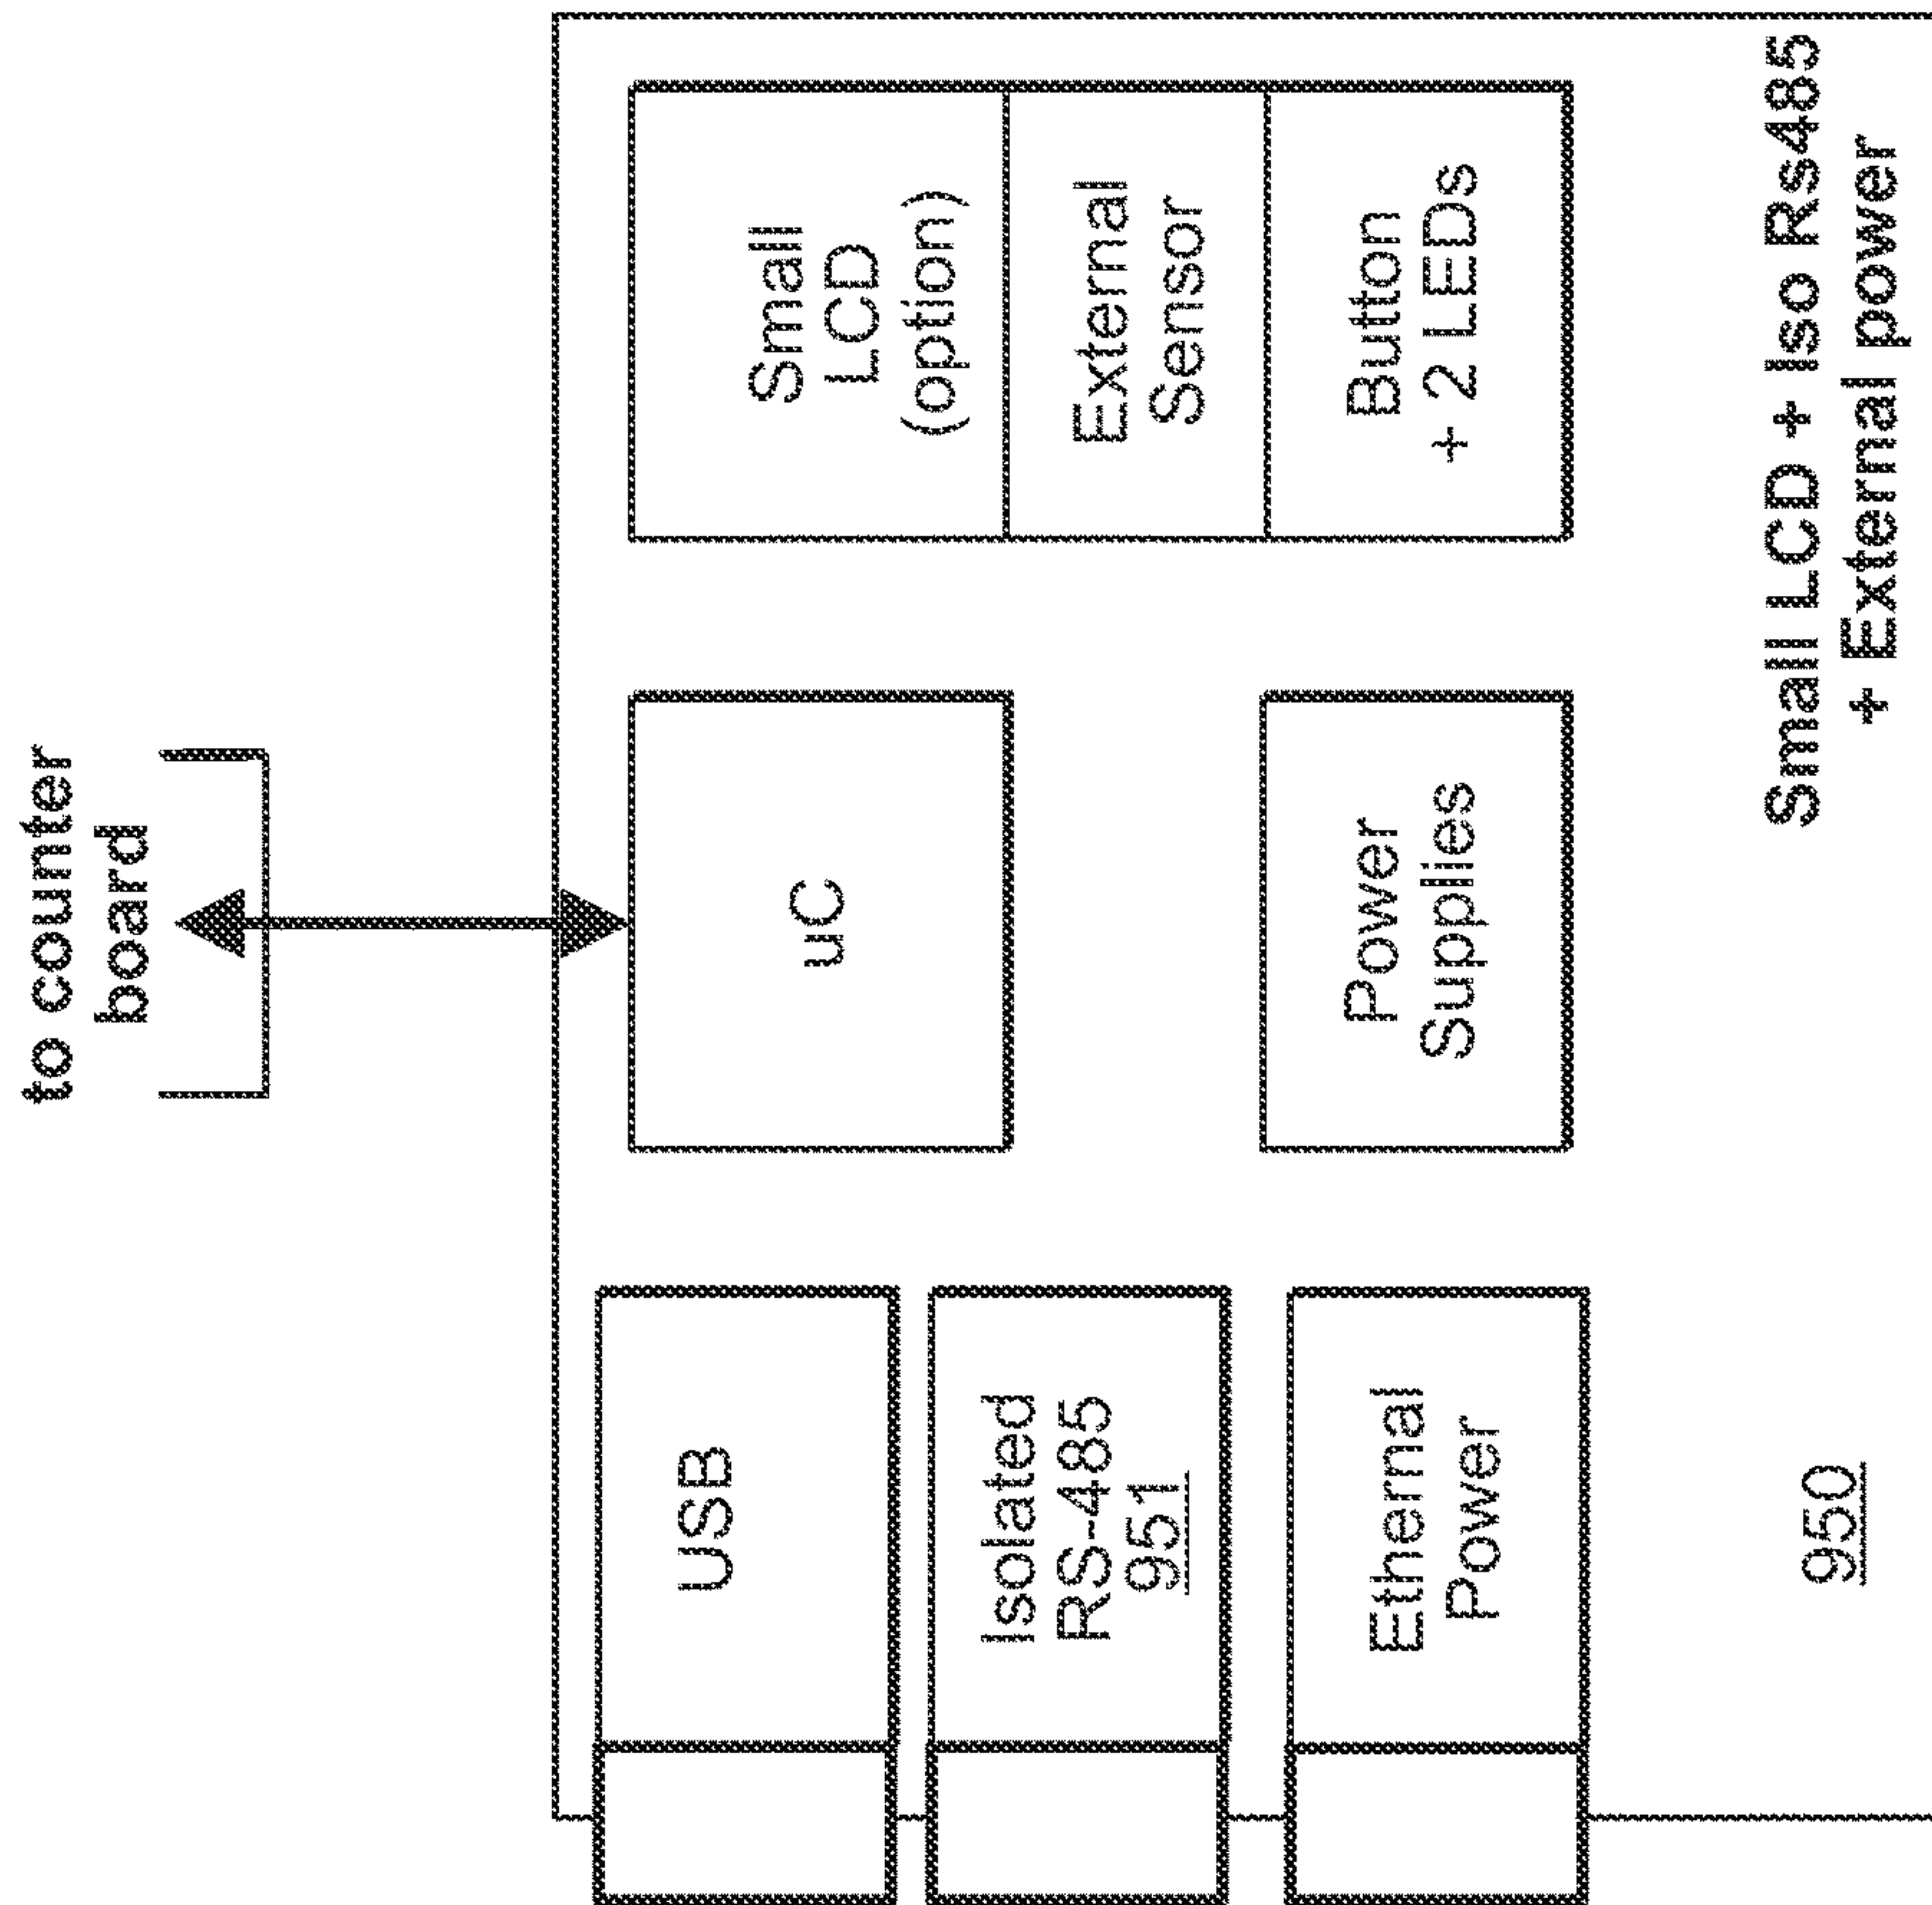 to counter
board
USB
Isolated
RS-485
951
Ethernal
Power
uC
Power
Supplies
Small
LCD
(option)
External
Sensor
Button
+ 2 LEDs
950
Small LCD + Iso Rs485
+ External power